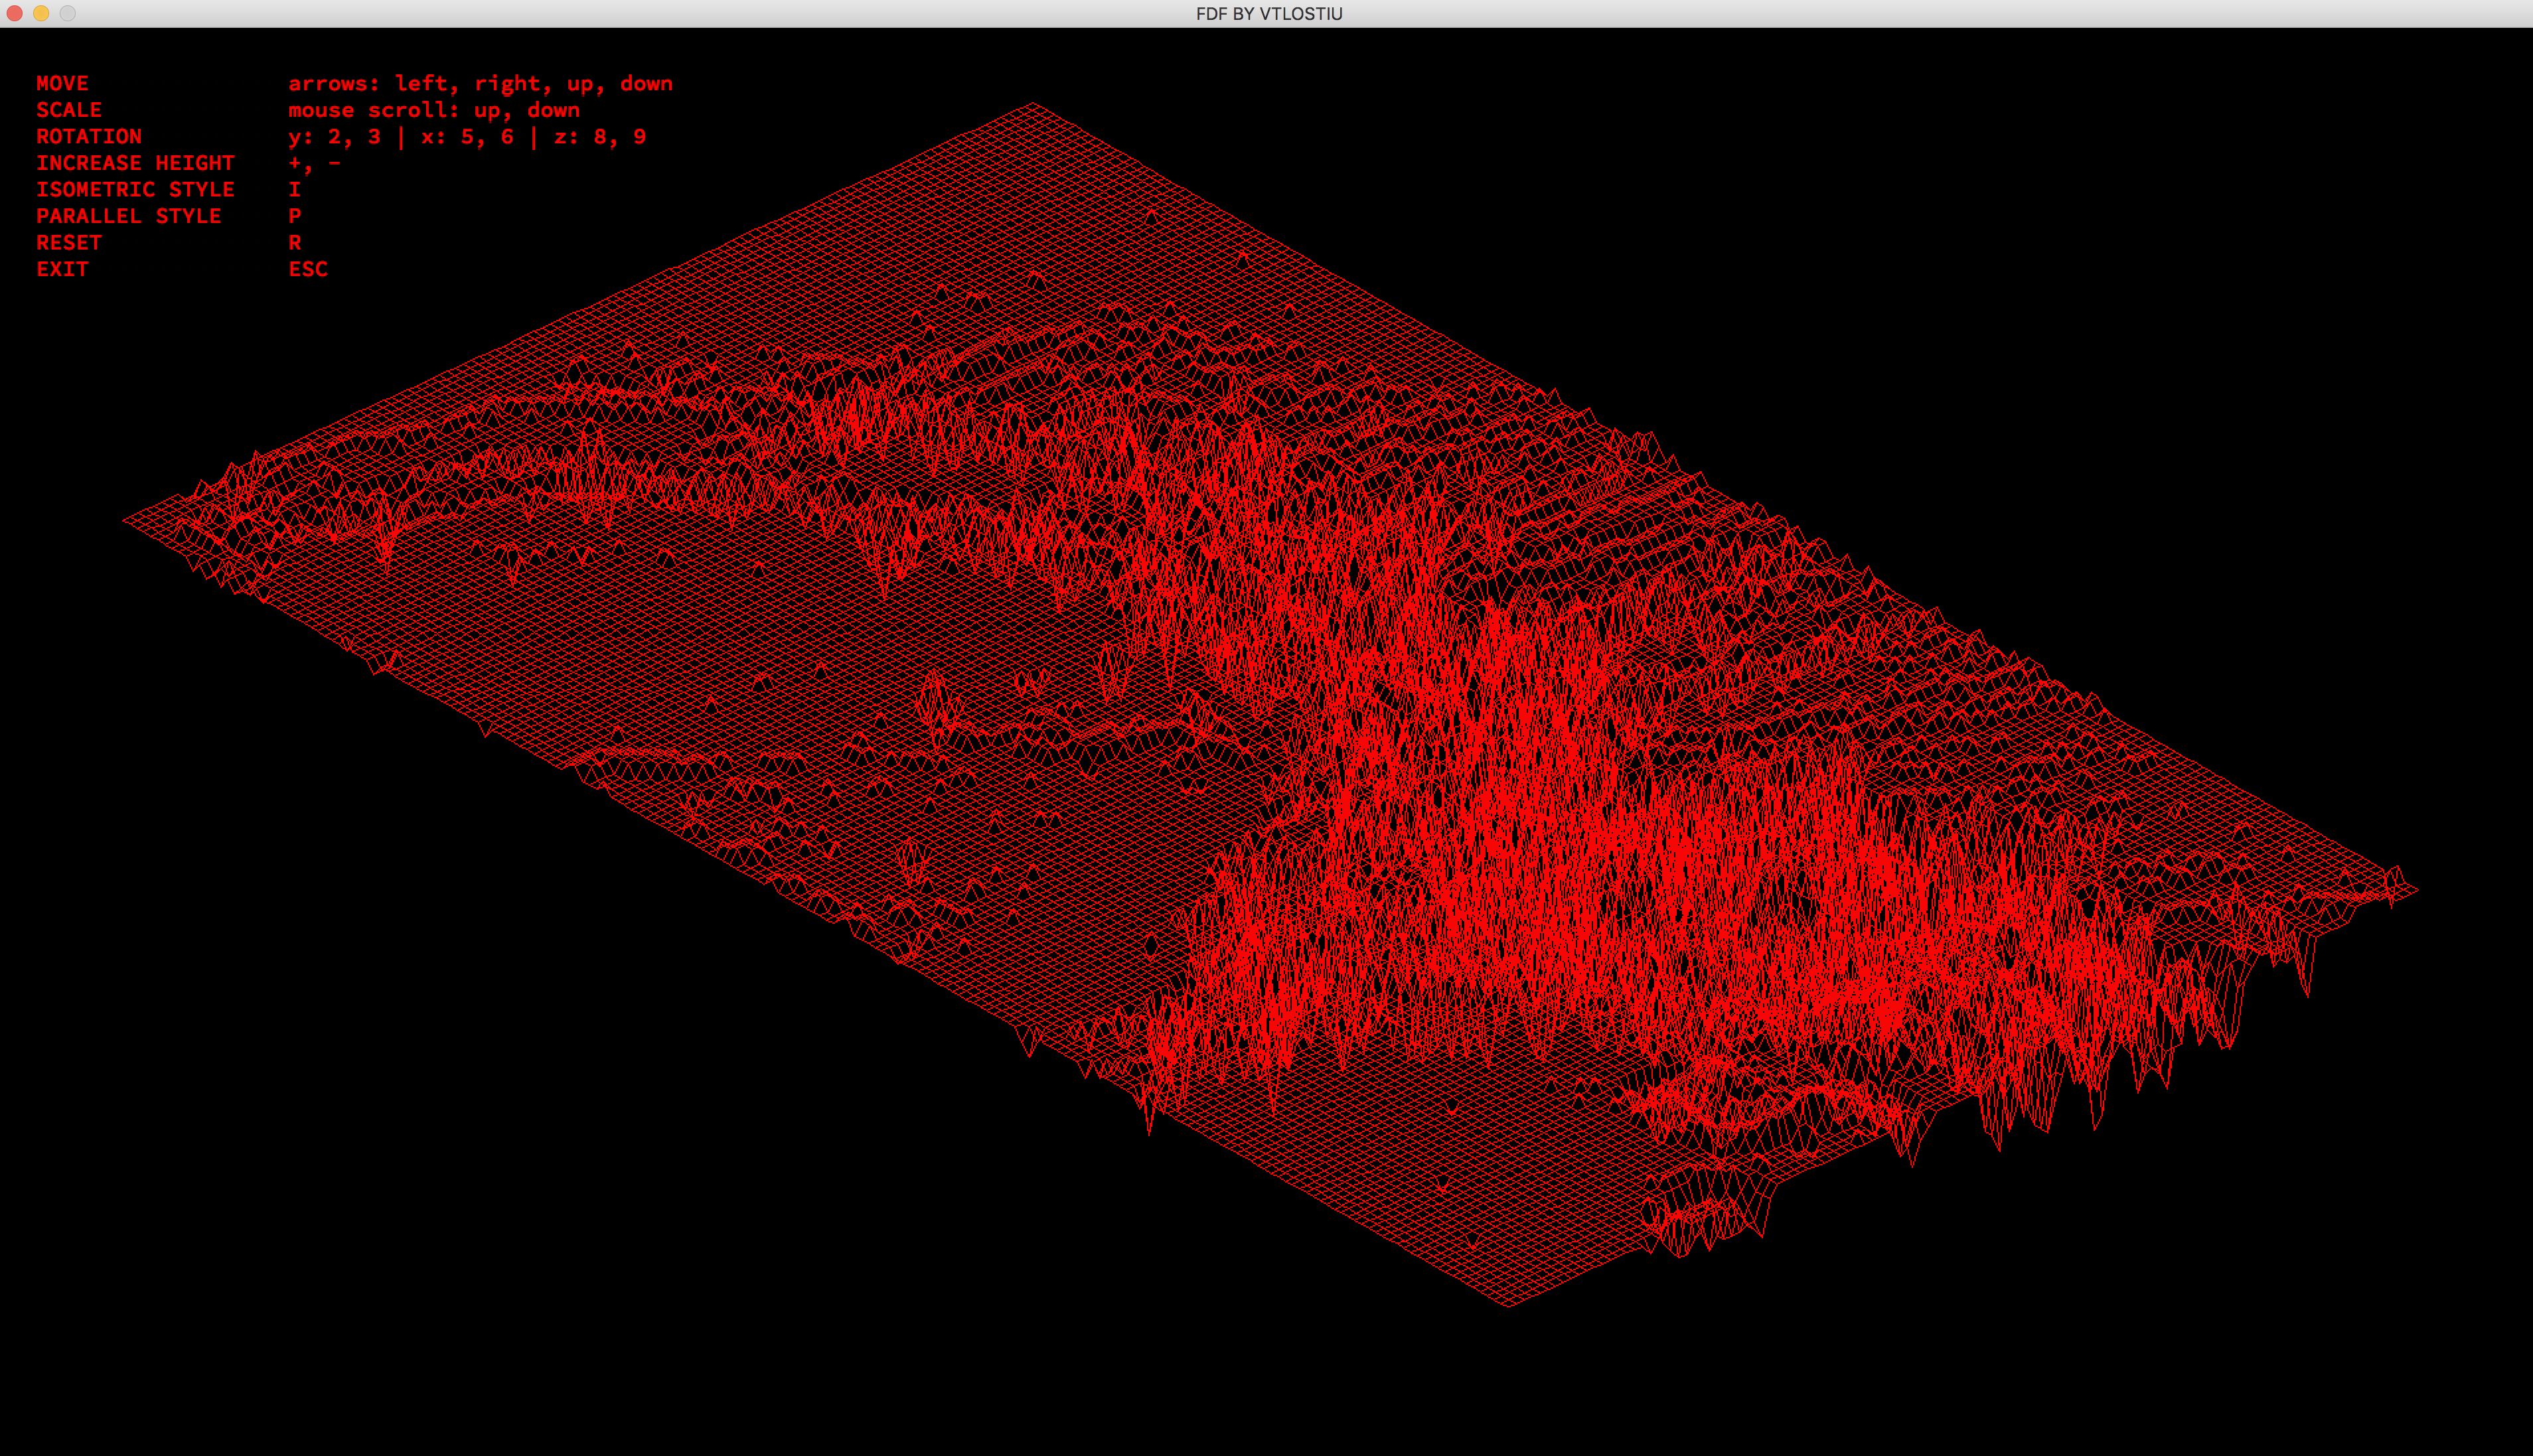 FDF BY VTLOSTIU
MOVE arrows: left, right, up, down
SCALE mouse scroll: up, down
ROTATION y: 2, 3 | x: 5, 6 | z: 8, 9
INCREASE HEIGHT +, -
ISOMETRIC STYLE I
PARALLEL STYLE P
RESET R
EXIT ESC